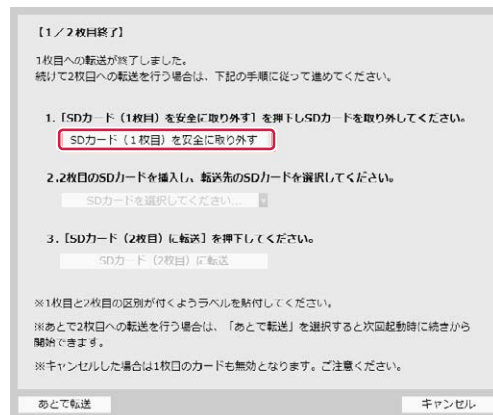 【1/2枚目終了】
1枚目への転送が終了しました。
続けて2枚目への転送を行う場合は、下記の手順に従って進めてください。
1.［SDカード（1枚目）を安全に取り外す］を押下しSDカードを取り外してください。
SDカード（1枚目）を安全に取り外す
2.2枚目のSDカードを挿入し、転送先のSDカードを選択してください。
SDカードを選択してください...
3.［SDカード（2枚目）に転送］を押下してください。
SDカード（2枚目）に転送
※1枚目と2枚目の区別が付くようラベルを貼付してください。
※あとで2枚目への転送を行う場合は、「あとで転送」を選択すると次回起動時に続きから
開始できます。
※キャンセルした場合は1枚目のカードも無効となります。ご注意ください。
あとで転送
キャンセル